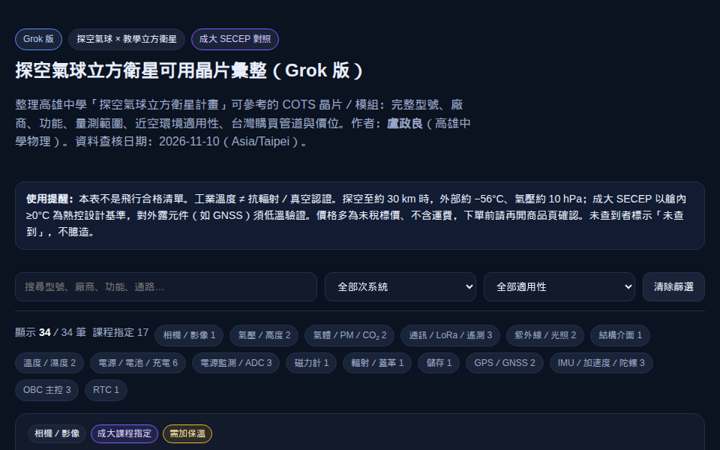 Grok 版 探空氣球 × 教學立方衛星 成大 SECEP 對照
探空氣球立方衛星可用晶片彙整（Grok 版）
整理高雄中學「探空氣球立方衛星計畫」可參考的 COTS 晶片／模組：完整型號、廠
商、功能、量測範圍、近空環境適用性、台灣購買管道與價位。作者：盧政良（高雄中
學物理）。資料查核日期：2026-11-10（Asia/Taipei）。
使用提醒：本表不是飛行合格清單。工業溫度 ≠ 抗輻射／真空認證。探空至約 30 km 時，外部約 −56°C、氣壓約 10 hPa；成大 SECEP 以艙內
≥0°C 為熱控設計基準，對外露元件（如 GNSS）須低溫驗證。價格多為未稅標價、不含運費，下單前請再開商品頁確認。未查到者標示「未查
到」，不臆造。
搜尋型號、廠商、功能、通路… 全部次系統 全部適用性 清除篩選
顯示 34 / 34 筆 課程指定 17 相機 / 影像 1 氣壓 / 高度 2 氣體 / PM / CO₂ 2 通訊 / LoRa / 遙測 3 紫外線 / 光照 2 結構介面 1
溫度 / 濕度 2 電源 / 電池 / 充電 6 電源監測 / ADC 3 磁力計 1 輻射 / 蓋革 1 儲存 1 GPS / GNSS 2 IMU / 加速度 / 陀螺 3
OBC 主控 3 RTC 1
相機 / 影像 成大課程指定 需加保溫